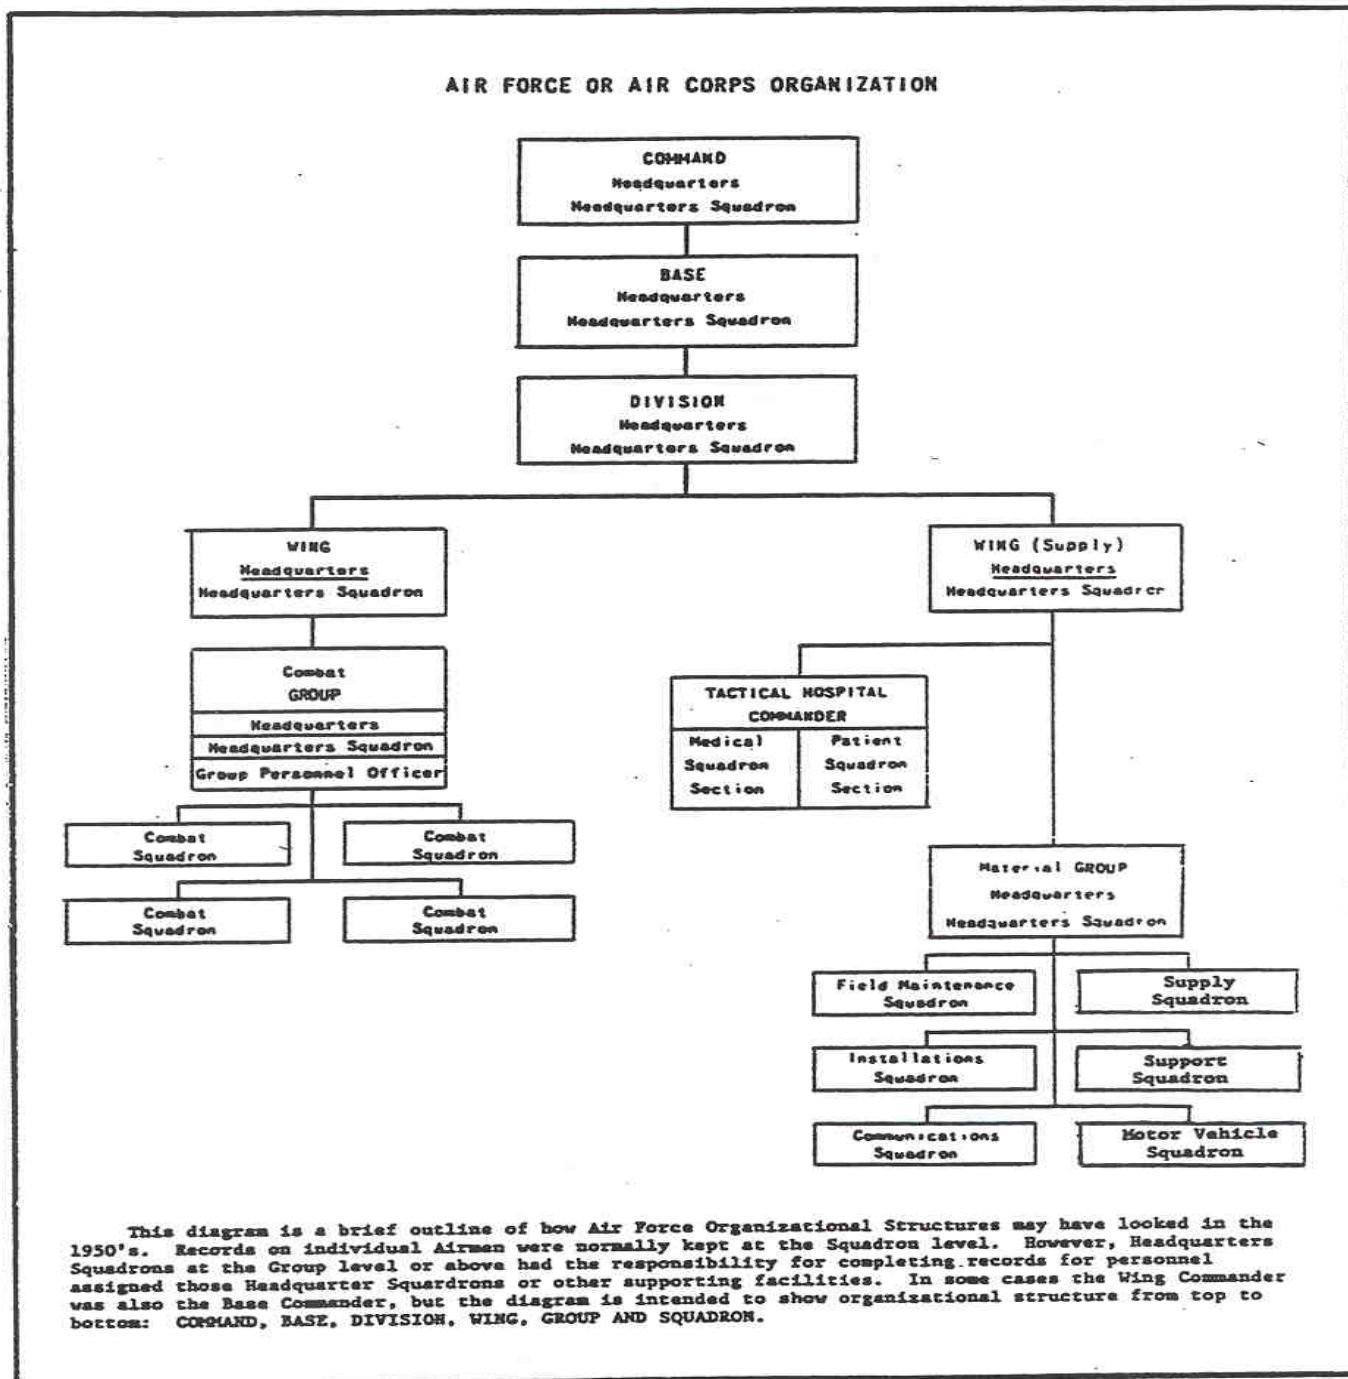 AIR FORCE OR AIR CORPS ORGANIZATION
COMMAND
Headquarters
Headquarters Squadron
BASE
Headquarters
Headquarters Squadron
DIVISION
Headquarters
Headquarters Squadron
WING
Headquarters
Headquarters Squadron
WING (Supply)
Headquarters
Headquarters Squadron
Combat
GROUP
Headquarters
Headquarters Squadron
Group Personnel Officer
TACTICAL HOSPITAL
COMMANDER
Medical
Squadron
Section
Patient
Squadron
Section
Combat
Squadron
Combat
Squadron
Combat
Squadron
Combat
Squadron
Material GROUP
Headquarters
Headquarters Squadron
Field Maintenance
Squadron
Supply
Squadron
Installations
Squadron
Support
Squadron
Communications
Squadron
Motor Vehicle
Squadron
This diagram is a brief outline of how Air Force Organizational Structures may have looked in the
1950's. Records on individual Airmen were normally kept at the Squadron level. However, Headquarters
Squadrons at the Group level or above had the responsibility for completing records for personnel
assigned those Headquarter Squardrons or other supporting facilities. In some cases the Wing Commander
was also the Base Commander, but the diagram is intended to show organizational structure from top to
bottom: COMMAND, BASE, DIVISION, WING, GROUP AND SQUADRON.